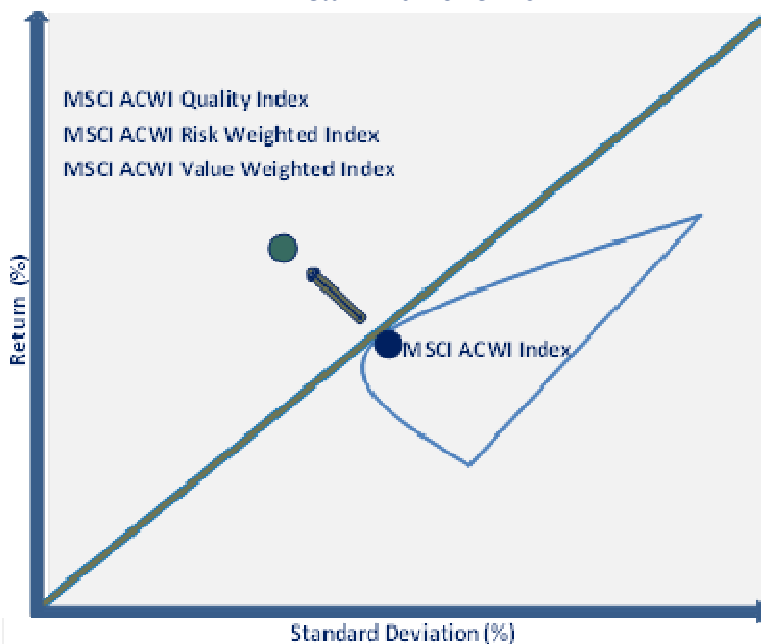 MSCI ACWI Quality Index
MSCI ACWI Risk Weighted Index
MSCI ACWI Value Weighted Index
Return (%)
MSCI ACWI Index
Standard Deviation (%)